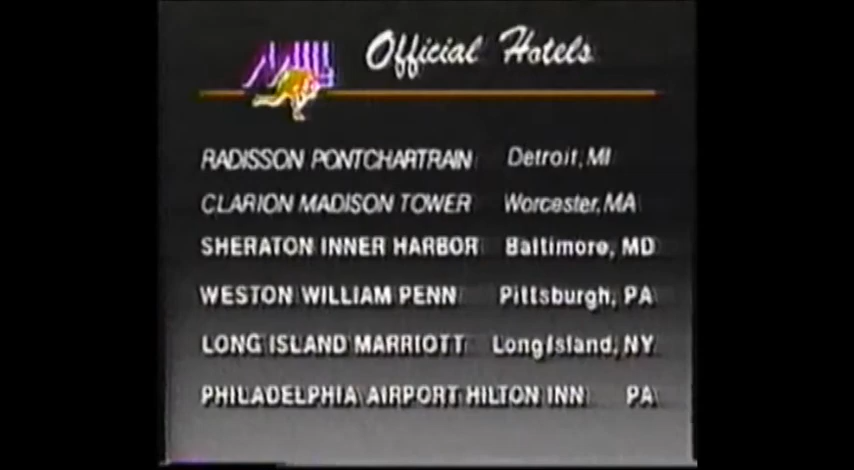 Official Hotels
RADISSON PONTCHARTRAIN Detroit, MI
CLARION MADISON TOWER Worcester, MA
SHERATON INNER HARBOR Baltimore, MD
WESTON WILLIAM PENN Pittsburgh, PA
LONG ISLAND MARRIOTT Long Island, NY
PHILADELPHIA AIRPORT HILTON INN PA